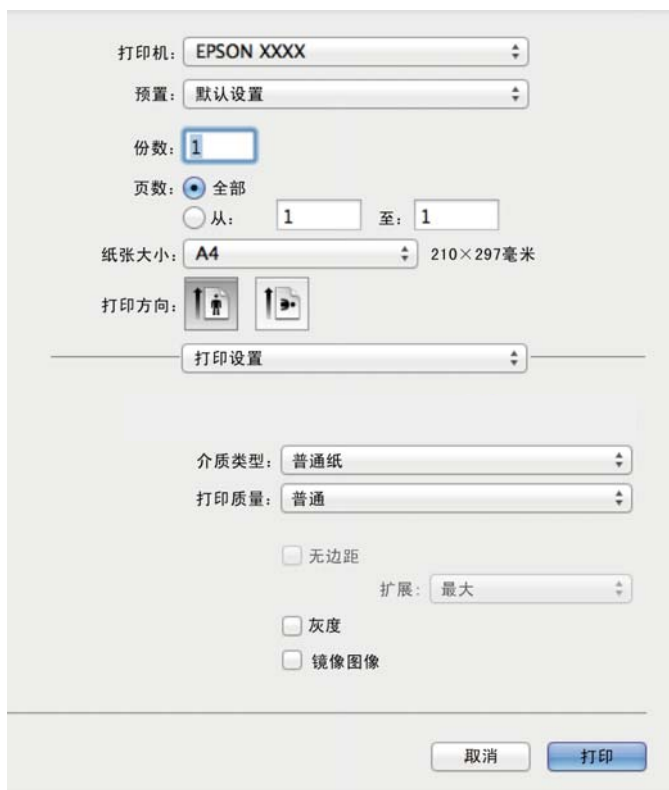 打印机: EPSON XXXX
预置: 默认设置
份数: 1
页数: 全部
从: 1 至: 1
纸张大小: A4 210×297毫米
打印方向:
打印设置
介质类型: 普通纸
打印质量: 普通
无边距
扩展: 最大
灰度
镜像图像
取消 打印